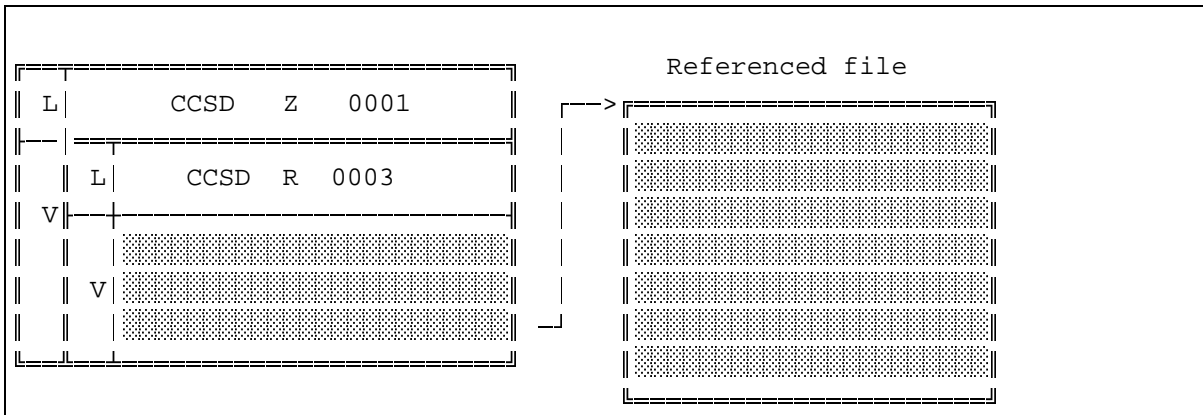 Referenced file
L CCSD Z 0001
L CCSD R 0003
V
V